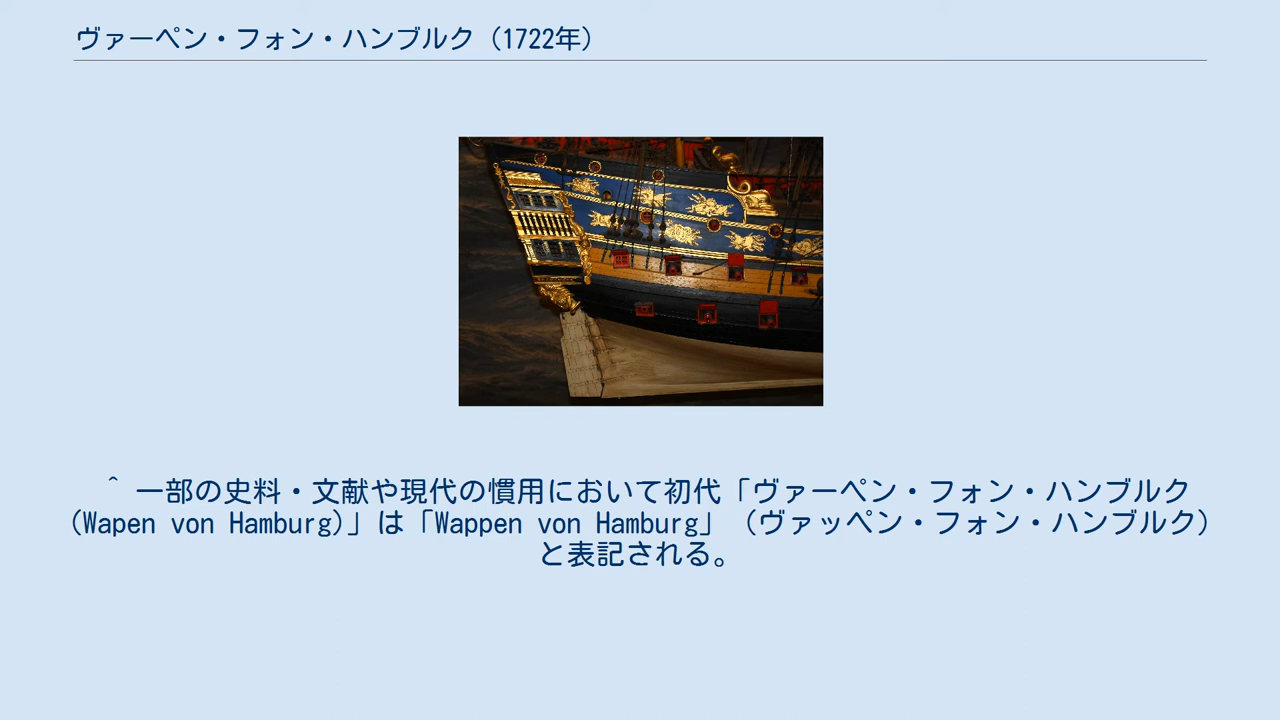 ヴァーペン・フォン・ハンブルク（1722年）
^ 一部の史料・文献や現代の慣用において初代「ヴァーペン・フォン・ハンブルク
(Wapen von Hamburg)」は「Wappen von Hamburg」（ヴァッペン・フォン・ハンブルク）
と表記される。